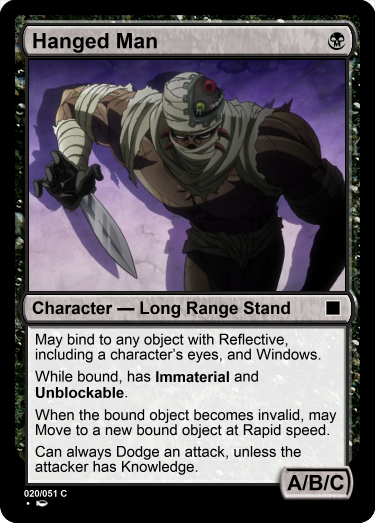 Hanged Man
Character — Long Range Stand
May bind to any object with Reflective,
including a character's eyes, and Windows.
While bound, has Immaterial and
Unblockable.
When the bound object becomes invalid, may
Move to a new bound object at Rapid speed.
Can always Dodge an attack, unless the
attacker has Knowledge.
A/B/C
020/051 C